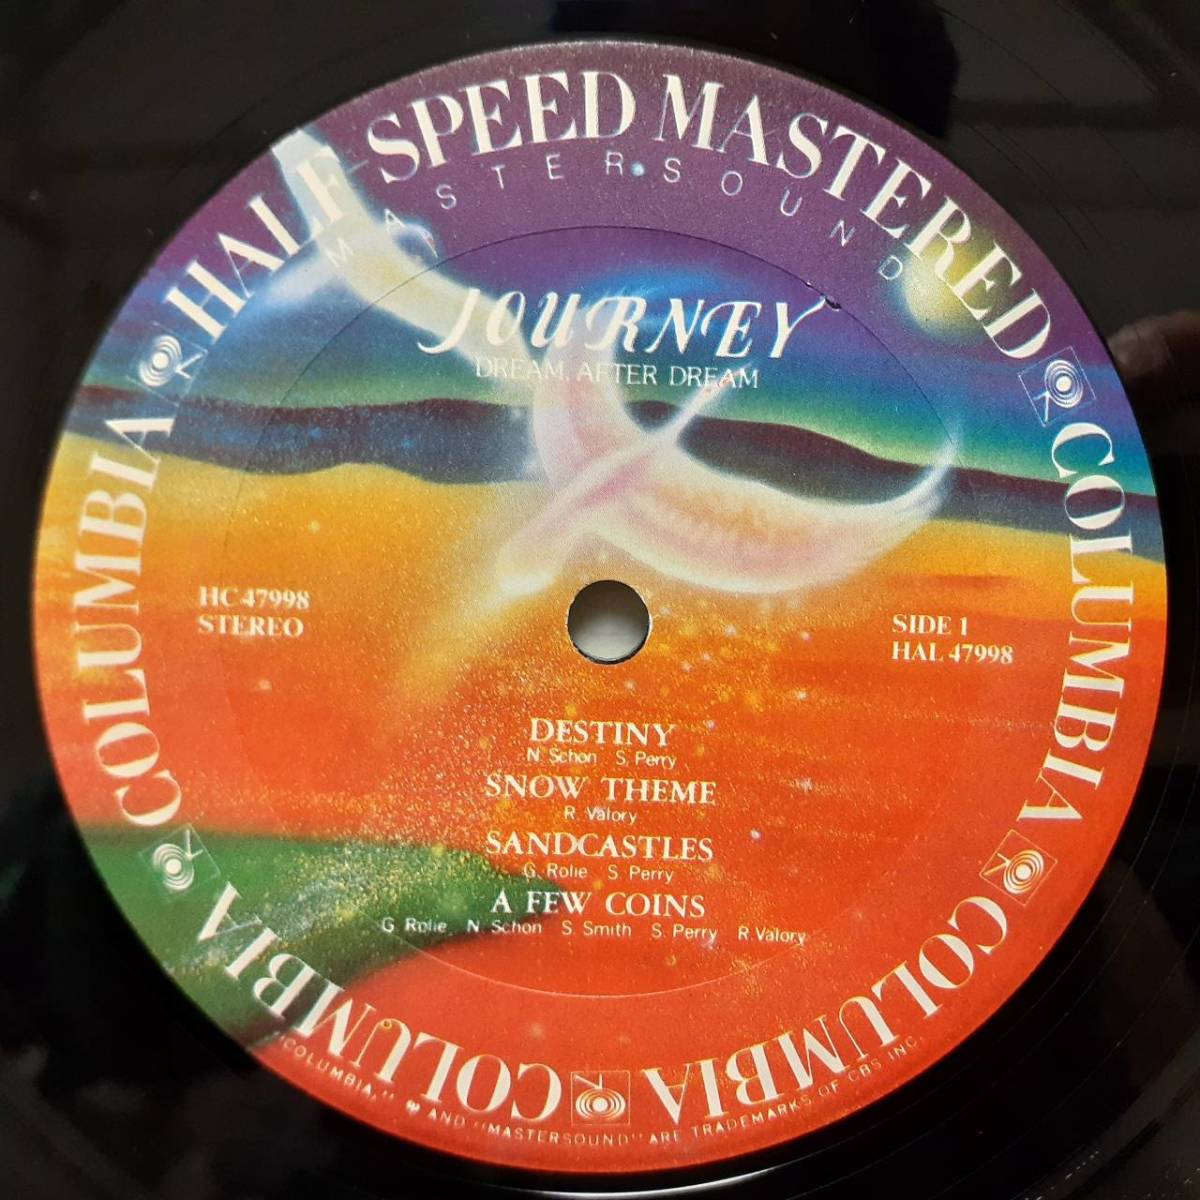 HALF-SPEED MASTERED
MASTERSOUND
JOURNEY
DREAM, AFTER DREAM
HC 47998
STEREO
SIDE 1
HAL 47998
DESTINY
N. Schon S. Perry
SNOW THEME
R. Valory
SANDCASTLES
G. Rolie S. Perry
A FEW COINS
G. Rolie N. Schon S. Smith S. Perry R. Valory
COLUMBIA
COLUMBIA
COLUMBIA
COLUMBIA
COLUMBIA
COLUMBIA
"COLUMBIA," AND "MASTERSOUND" ARE TRADEMARKS OF CBS INC.